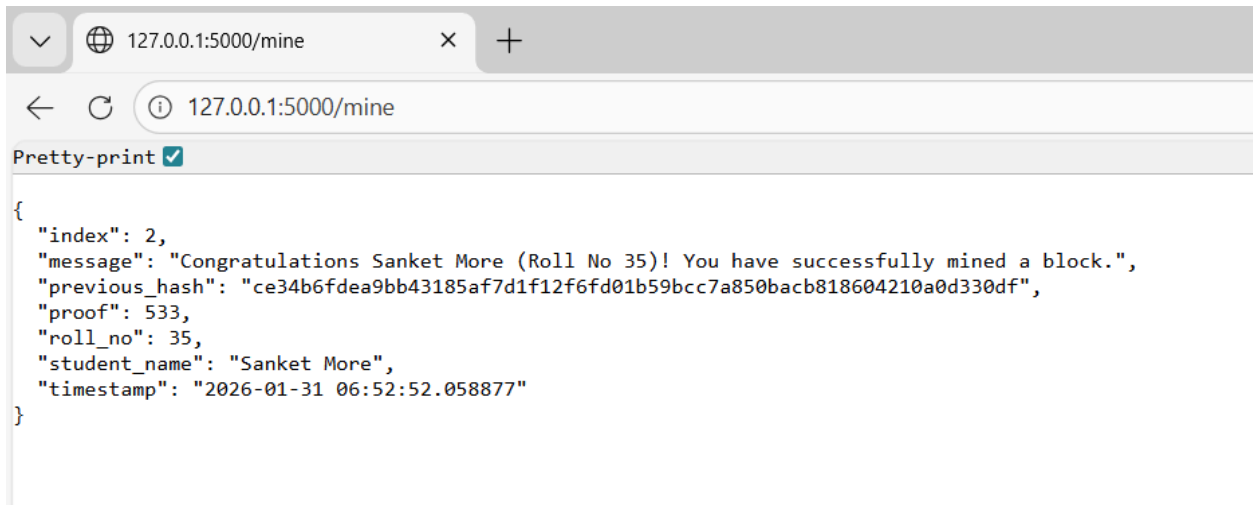 127.0.0.1:5000/mine
127.0.0.1:5000/mine
Pretty-print
{
  "index": 2,
  "message": "Congratulations Sanket More (Roll No 35)! You have successfully mined a block.",
  "previous_hash": "ce34b6fdea9bb43185af7d1f12f6fd01b59bcc7a850bacb818604210a0d330df",
  "proof": 533,
  "roll_no": 35,
  "student_name": "Sanket More",
  "timestamp": "2026-01-31 06:52:52.058877"
}